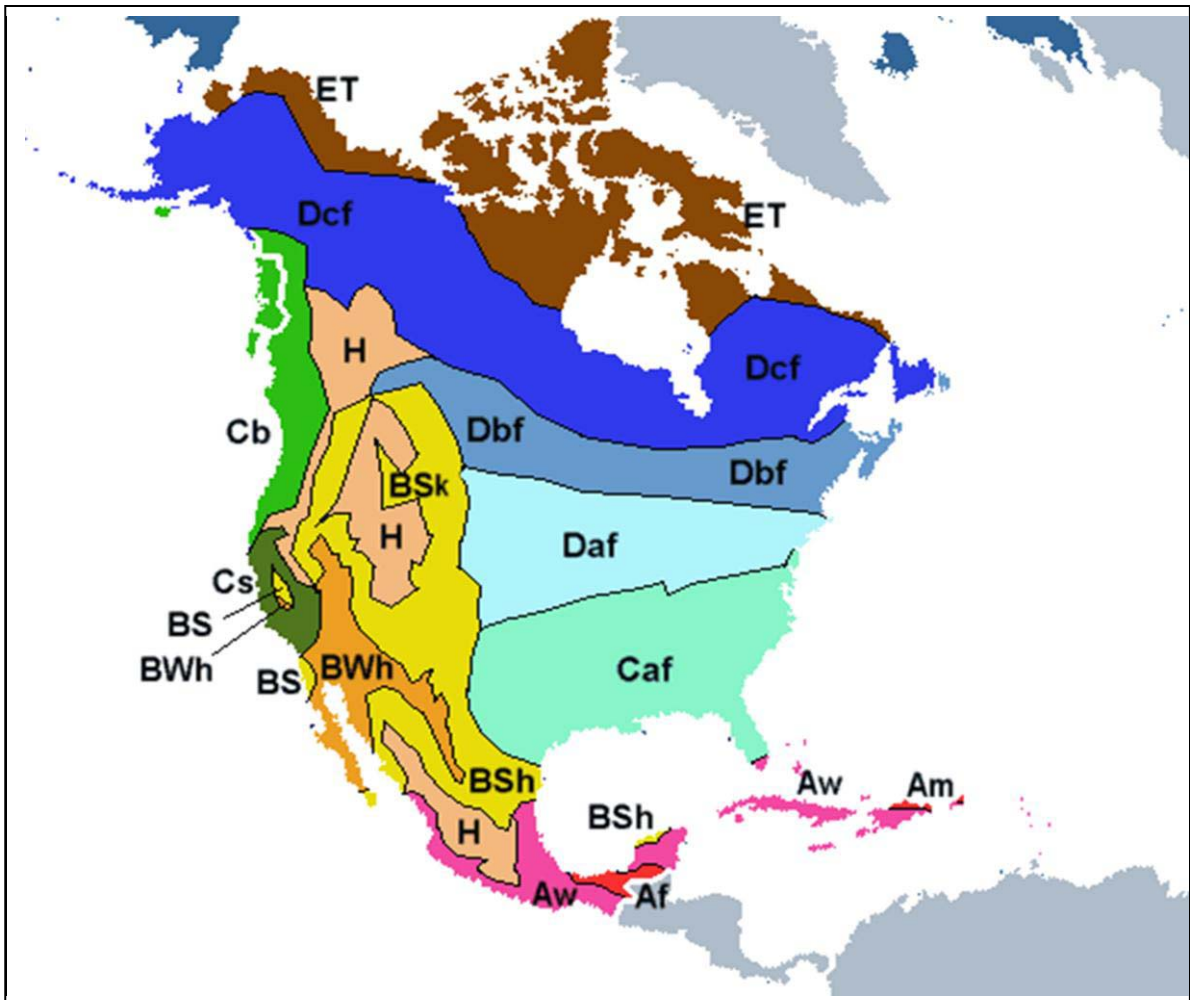 ET
ET
Dcf
Dcf
H
Cb
Dbf
Dbf
BSk
H
Daf
Cs
BS
BWh
BS
BWh
Caf
BSh
Aw
Am
BSh
H
Aw
Af